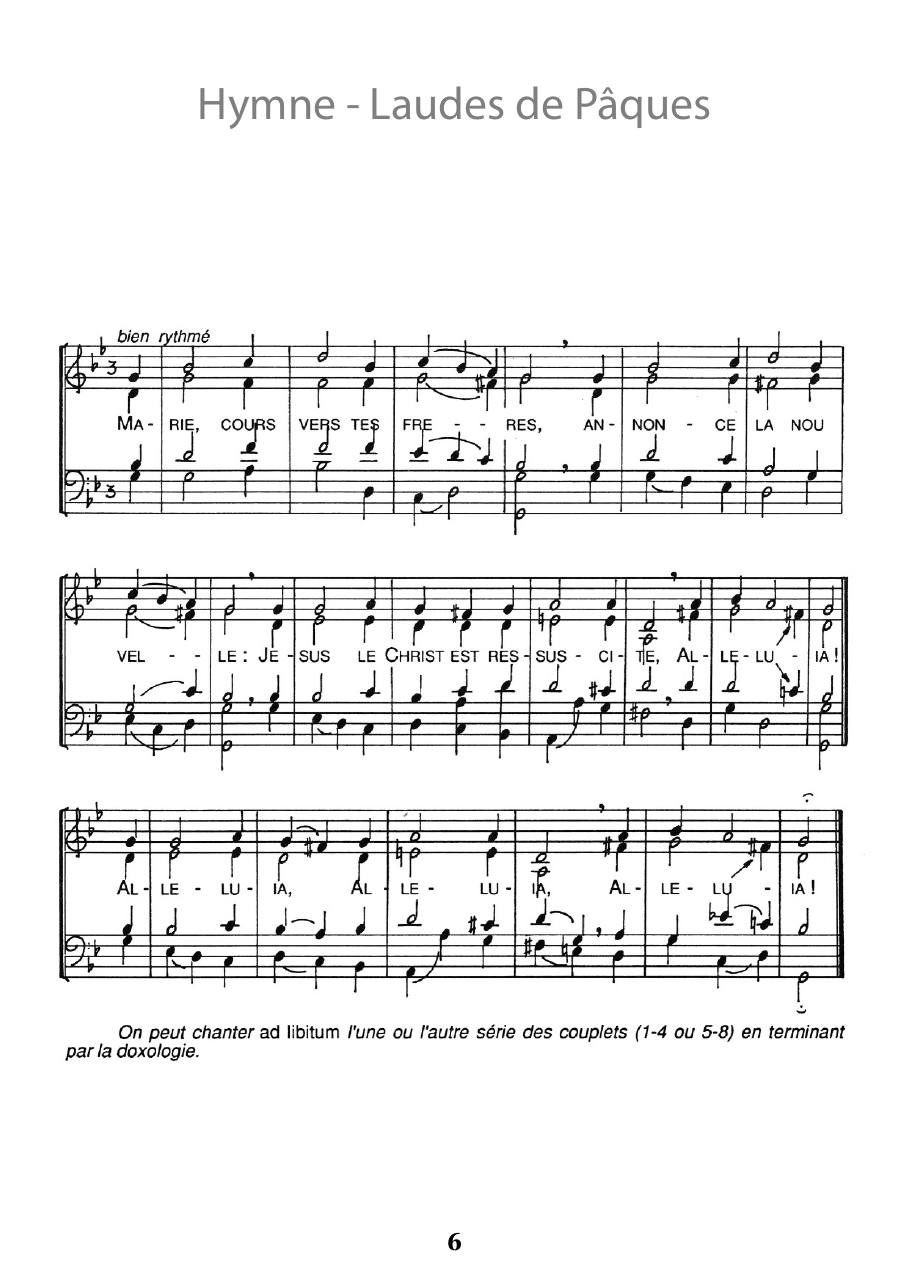 Hymne - Laudes de Pâques
bien rythmé
3
MA - RIE, COURS VERS TES FRE - - RES, AN - NON - CE LA NOU
3
VEL - - LE : JE - SUS LE CHRIST EST RES - SUS - CI - TE, AL - LE - LU - IA !
AL - LE - LU - IA, AL - LE - LU - IA, AL - LE - LU - IA !
On peut chanter ad libitum l'une ou l'autre série des couplets (1-4 ou 5-8) en terminant
par la doxologie.
6